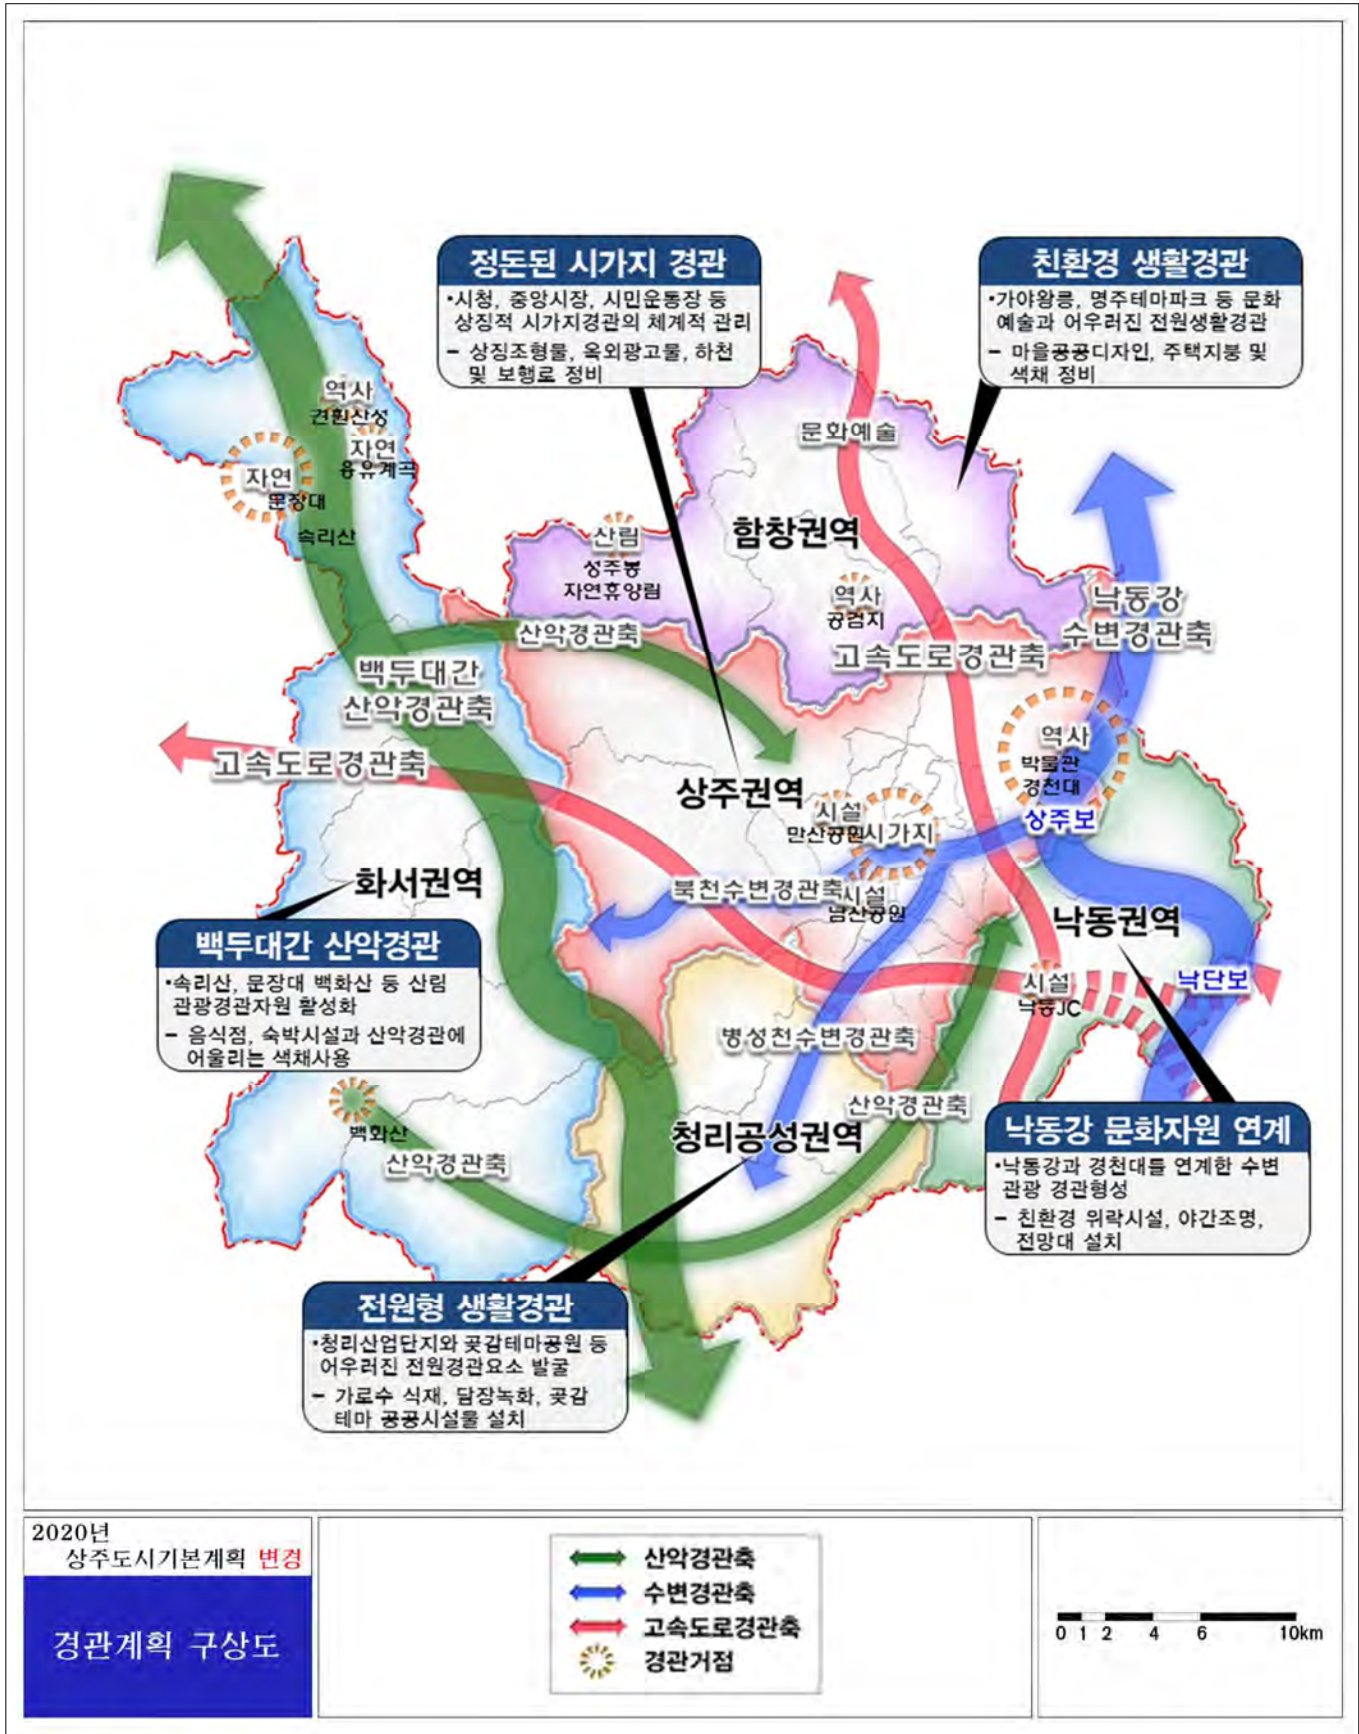 정돈된 시가지 경관
•시청, 중앙시장, 시민운동장 등
상징적 시가지경관의 체계적 관리
– 상징조형물, 옥외광고물, 하천
및 보행로 정비
친환경 생활경관
•가야왕릉, 명주테마파크 등 문화
예술과 어우러진 전원생활경관
– 마을공공디자인, 주택지붕 및
색채 정비
역사
견훤산성
자연
용유계곡
자연
문장대
속리산
문화예술
함창권역
산림
성주봉
자연휴양림
역사
공검지
낙동강
수변경관축
산악경관축
고속도로경관축
백두대간
산악경관축
고속도로경관축
역사
박물관
경천대
상주보
상주권역
시설
만산공원
시가지
화서권역
북천수변경관축
시설
남산공원
낙동권역
백두대간 산악경관
•속리산, 문장대 백화산 등 산림
관광경관자원 활성화
– 음식점, 숙박시설과 산악경관에
어울리는 색채사용
시설
낙동JC
낙단보
병성천수변경관축
산악경관축
백화산
산악경관축
청리공성권역
낙동강 문화자원 연계
•낙동강과 경천대를 연계한 수변
관광 경관형성
– 친환경 위락시설, 야간조명,
전망대 설치
전원형 생활경관
•청리산업단지와 곶감테마공원 등
어우러진 전원경관요소 발굴
– 가로수 식재, 담장녹화, 곶감
테마 공공시설물 설치
2020년
상주도시기본계획 변경
경관계획 구상도
산악경관축
수변경관축
고속도로경관축
경관거점
0 1 2 4 6 10km